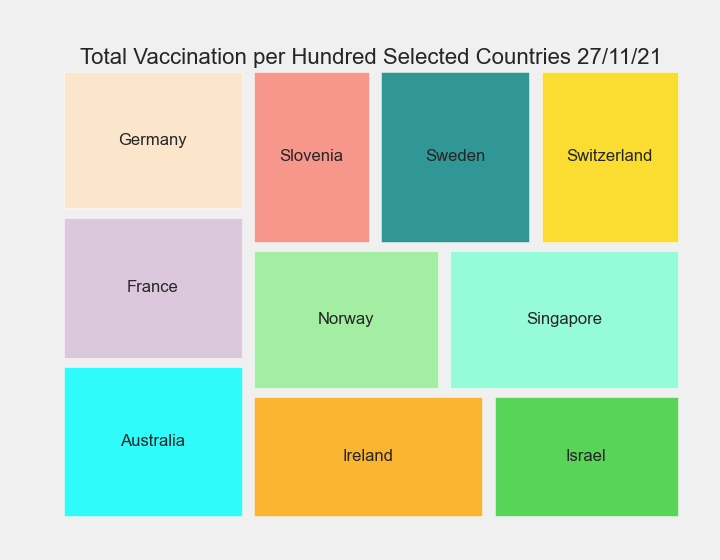 Total Vaccination per Hundred Selected Countries 27/11/21
Germany
Slovenia
Sweden
Switzerland
France
Norway
Singapore
Australia
Ireland
Israel